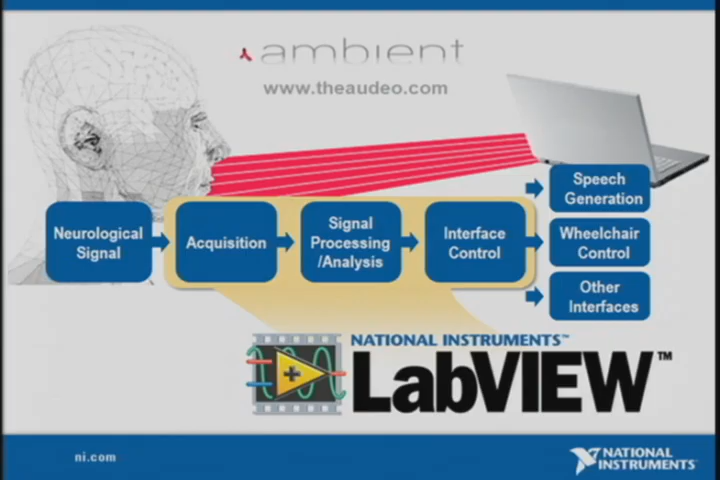 ambient
www.theaudeo.com
Neurological
Signal
Acquisition
Signal
Processing
/Analysis
Interface
Control
Speech
Generation
Wheelchair
Control
Other
Interfaces
NATIONAL INSTRUMENTS™
LabVIEW™
ni.com
NATIONAL
INSTRUMENTS™